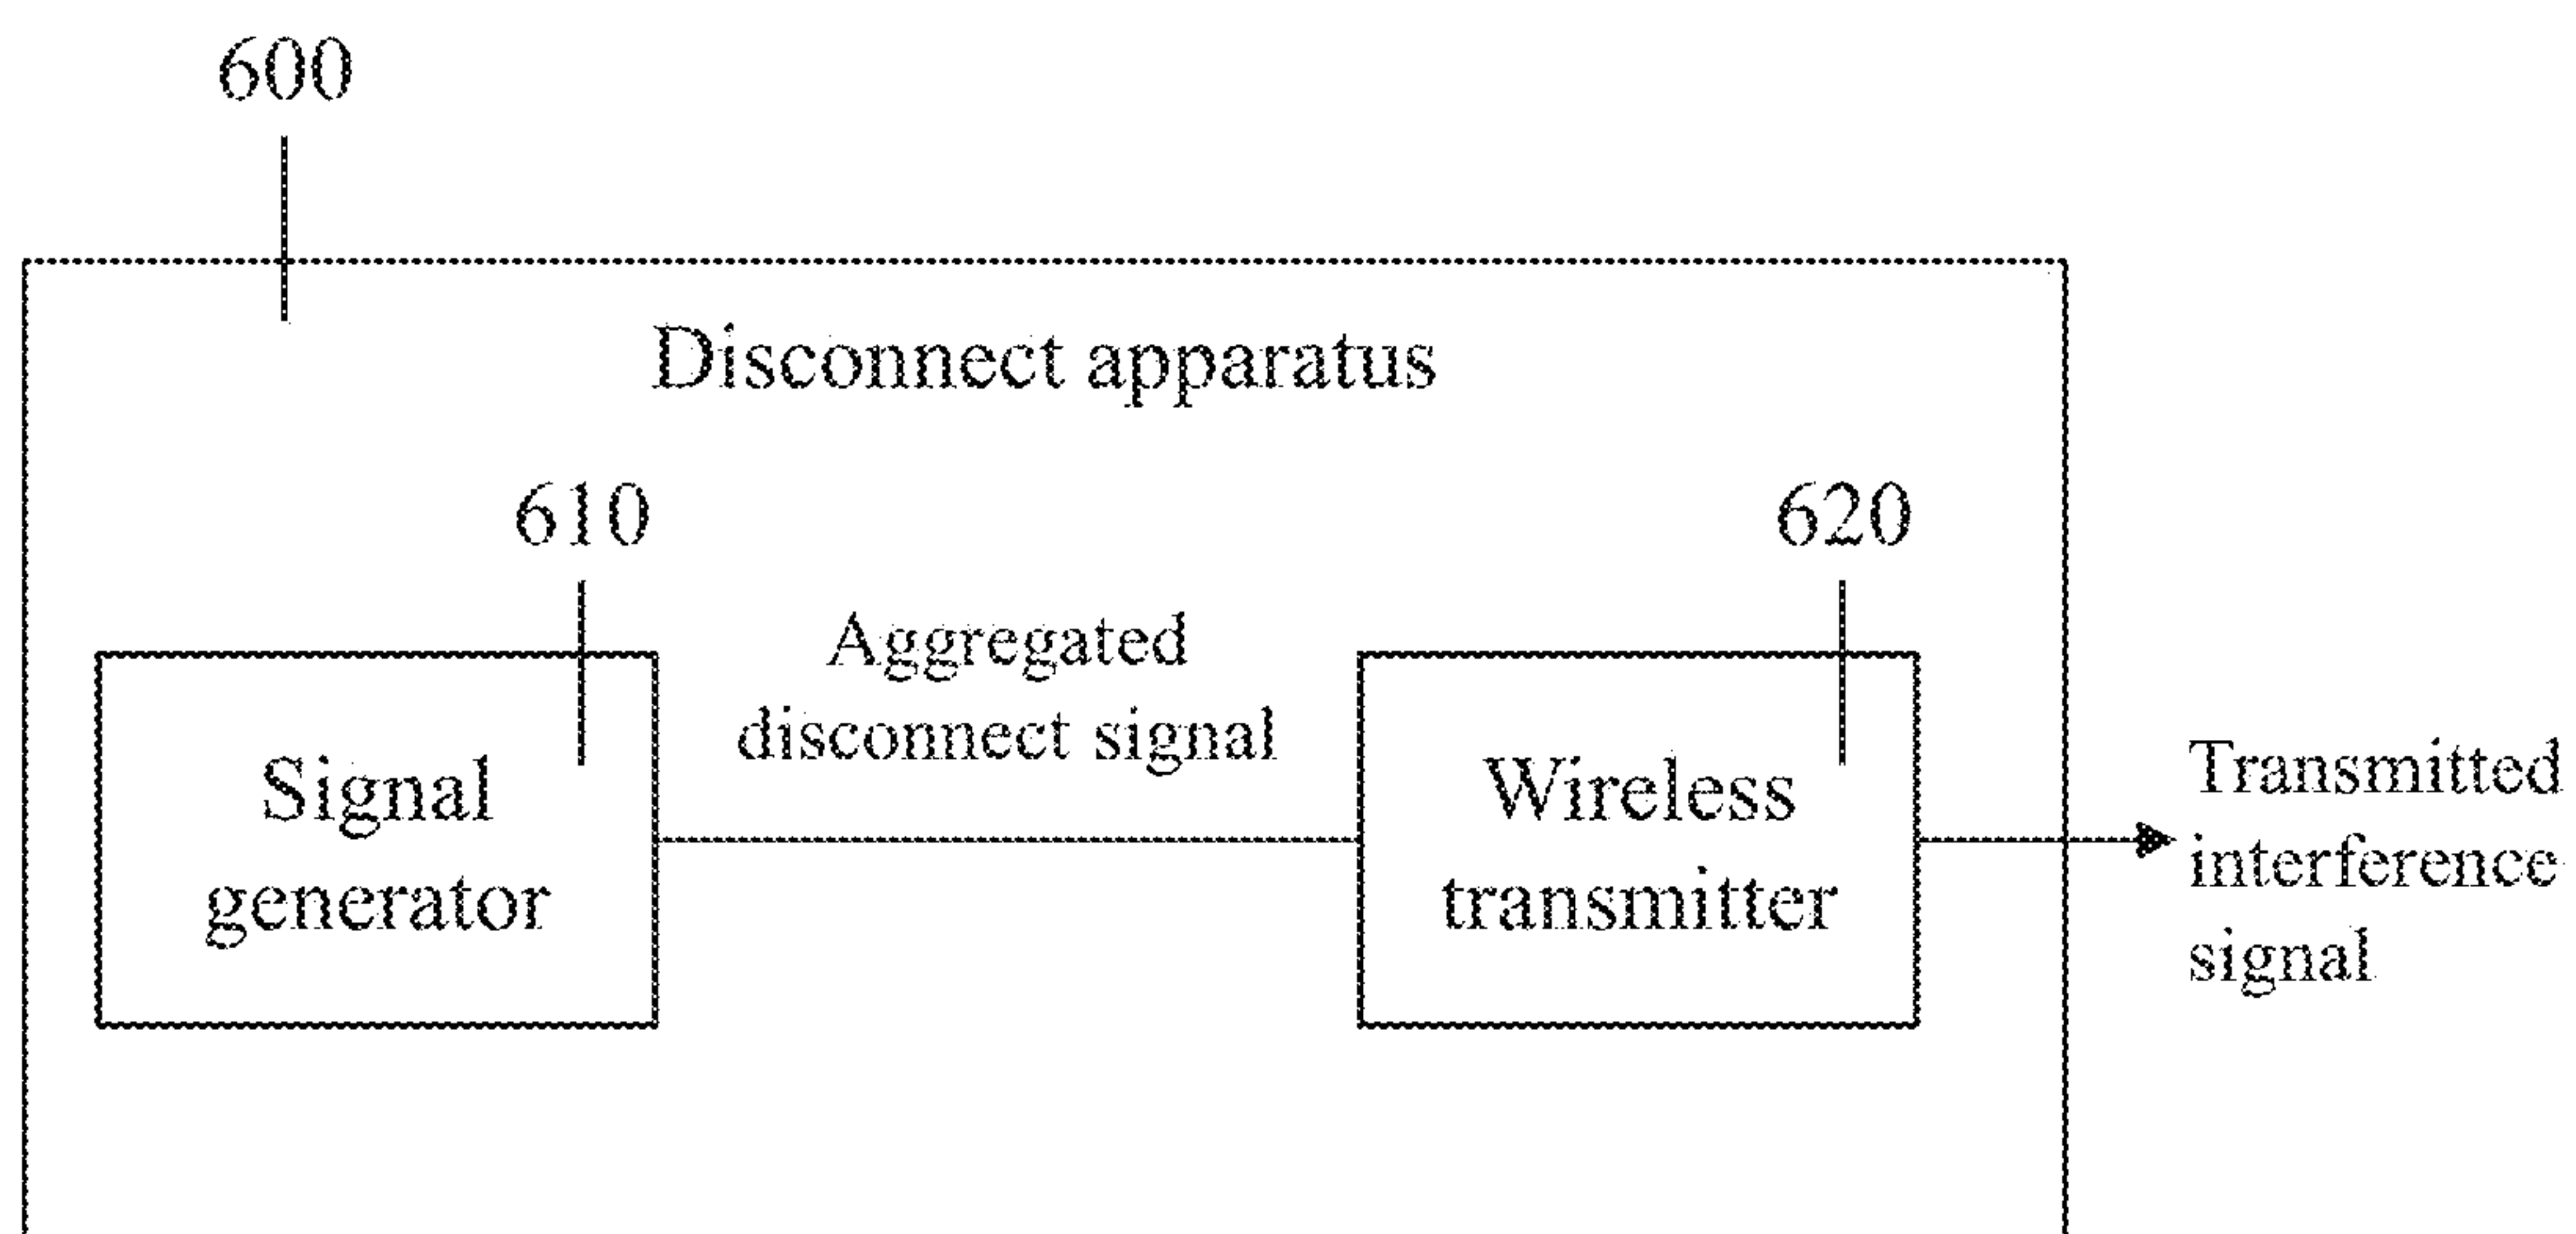 600
Disconnect apparatus
610
620
Aggregated
disconnect signal
Signal
generator
Wireless
transmitter
Transmitted
interference
signal